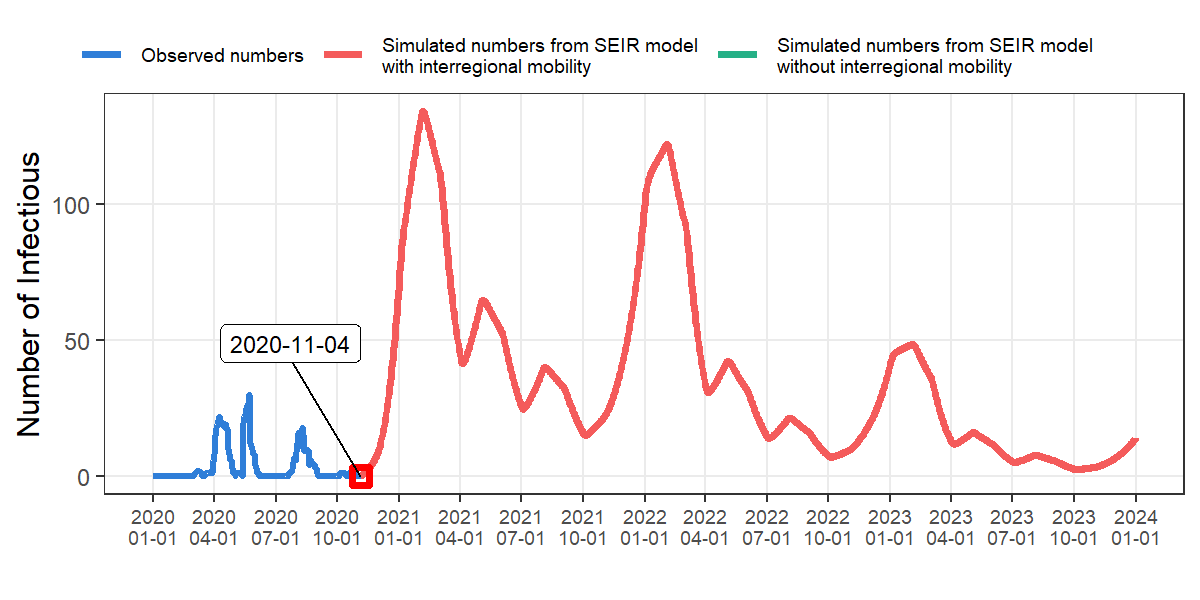 Observed numbers
Simulated numbers from SEIR model
with interregional mobility
Simulated numbers from SEIR model
without interregional mobility
Number of Infectious
100
50
0
2020-11-04
2020 2020 2020 2020 2021 2021 2021 2021 2022 2022 2022 2022 2023 2023 2023 2023 2024
01-01 04-01 07-01 10-01 01-01 04-01 07-01 10-01 01-01 04-01 07-01 10-01 01-01 04-01 07-01 10-01 01-01